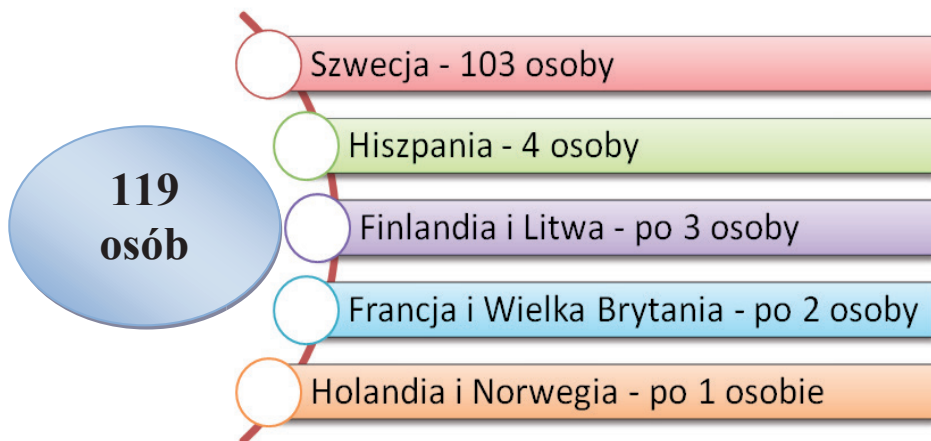 119
osób
Szwecja - 103 osoby
Hiszpania - 4 osoby
Finlandia i Litwa - po 3 osoby
Francja i Wielka Brytania - po 2 osoby
Holandia i Norwegia - po 1 osobie